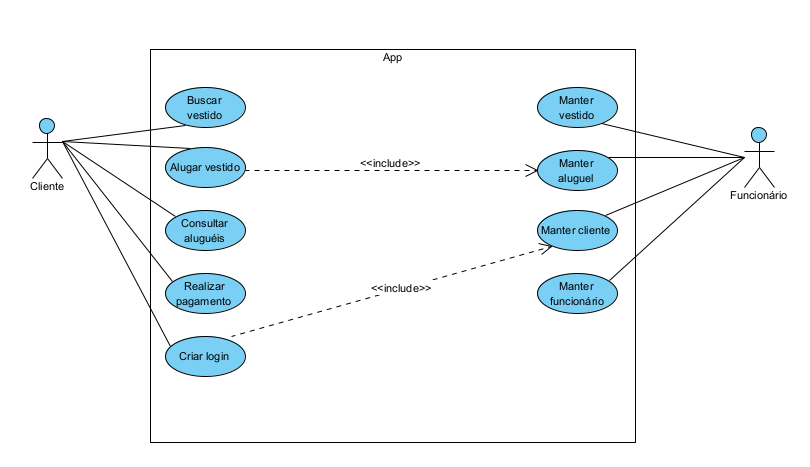 App
Buscar
vestido
Manter
vestido
Alugar vestido
<<include>>
Manter
aluguel
Cliente
Funcionário
Consultar
aluguéis
Manter cliente
Realizar
pagamento
<<include>>
Manter
funcionário
Criar login